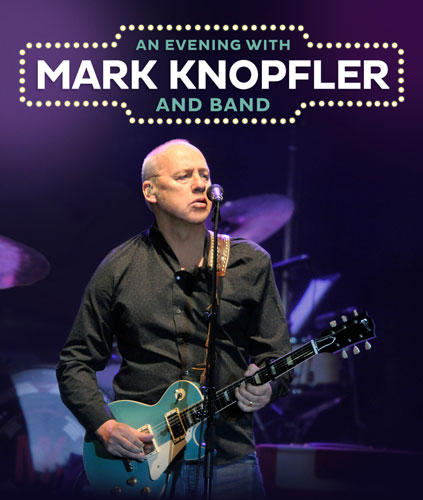 AN EVENING WITH
MARK KNOPFLER
AND BAND